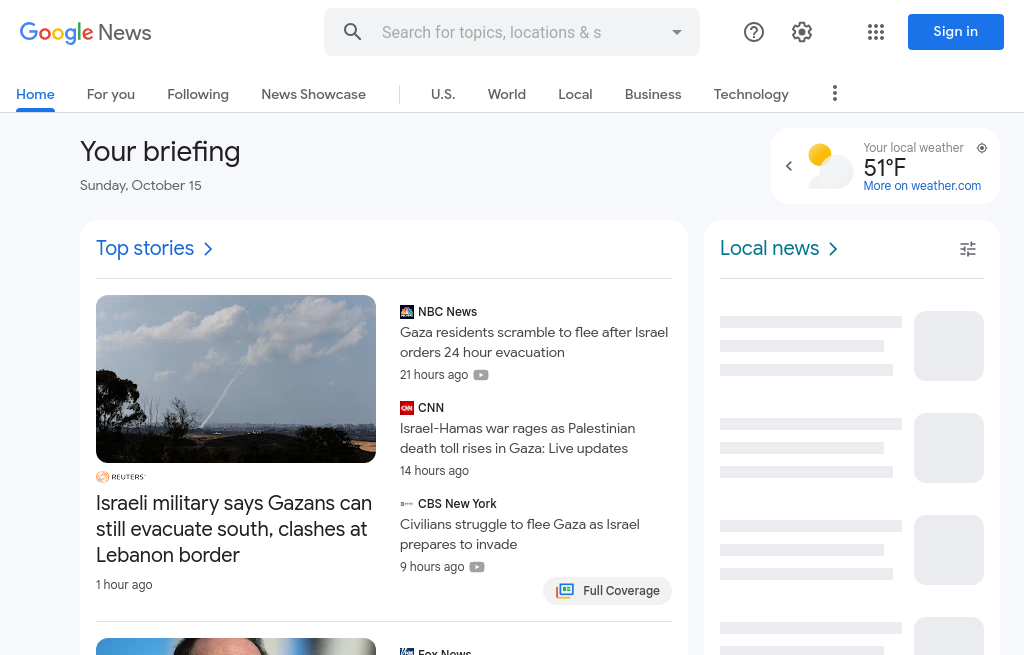 Google News
Search for topics, locations & s
Sign in
Home
For you
Following
News Showcase
U.S.
World
Local
Business
Technology
Your briefing
Sunday, October 15
Your local weather
51°F
More on weather.com
Top stories
REUTERS
Israeli military says Gazans can
still evacuate south, clashes at
Lebanon border
1 hour ago
NBC News
Gaza residents scramble to flee after Israel
orders 24 hour evacuation
21 hours ago
CNN
Israel-Hamas war rages as Palestinian
death toll rises in Gaza: Live updates
14 hours ago
CBS New York
Civilians struggle to flee Gaza as Israel
prepares to invade
9 hours ago
Full Coverage
Fox News
Local news